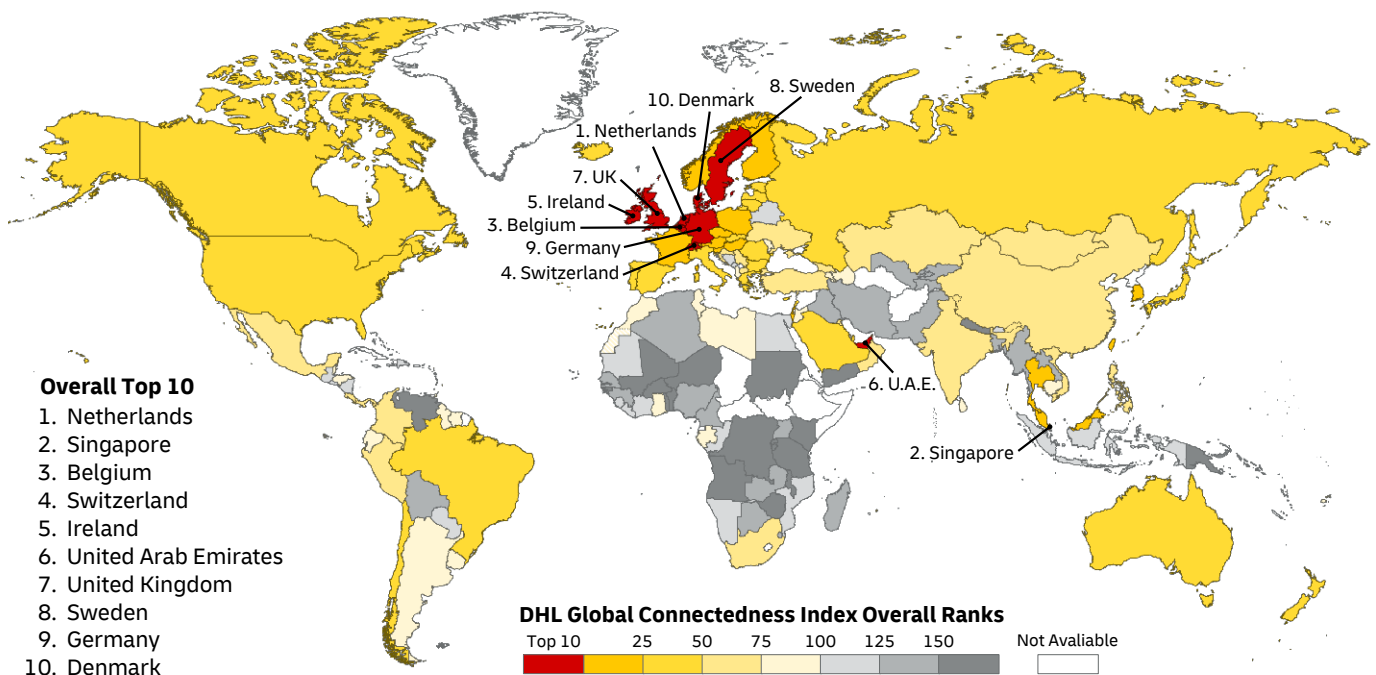 8. Sweden
10. Denmark
1. Netherlands
7. UK
5. Ireland
3. Belgium
9. Germany
4. Switzerland
6. U.A.E.
2. Singapore
Overall Top 10
1. Netherlands
2. Singapore
3. Belgium
4. Switzerland
5. Ireland
6. United Arab Emirates
7. United Kingdom
8. Sweden
9. Germany
10. Denmark
DHL Global Connectedness Index Overall Ranks
Top 10 25 50 75 100 125 150 Not Avaliable